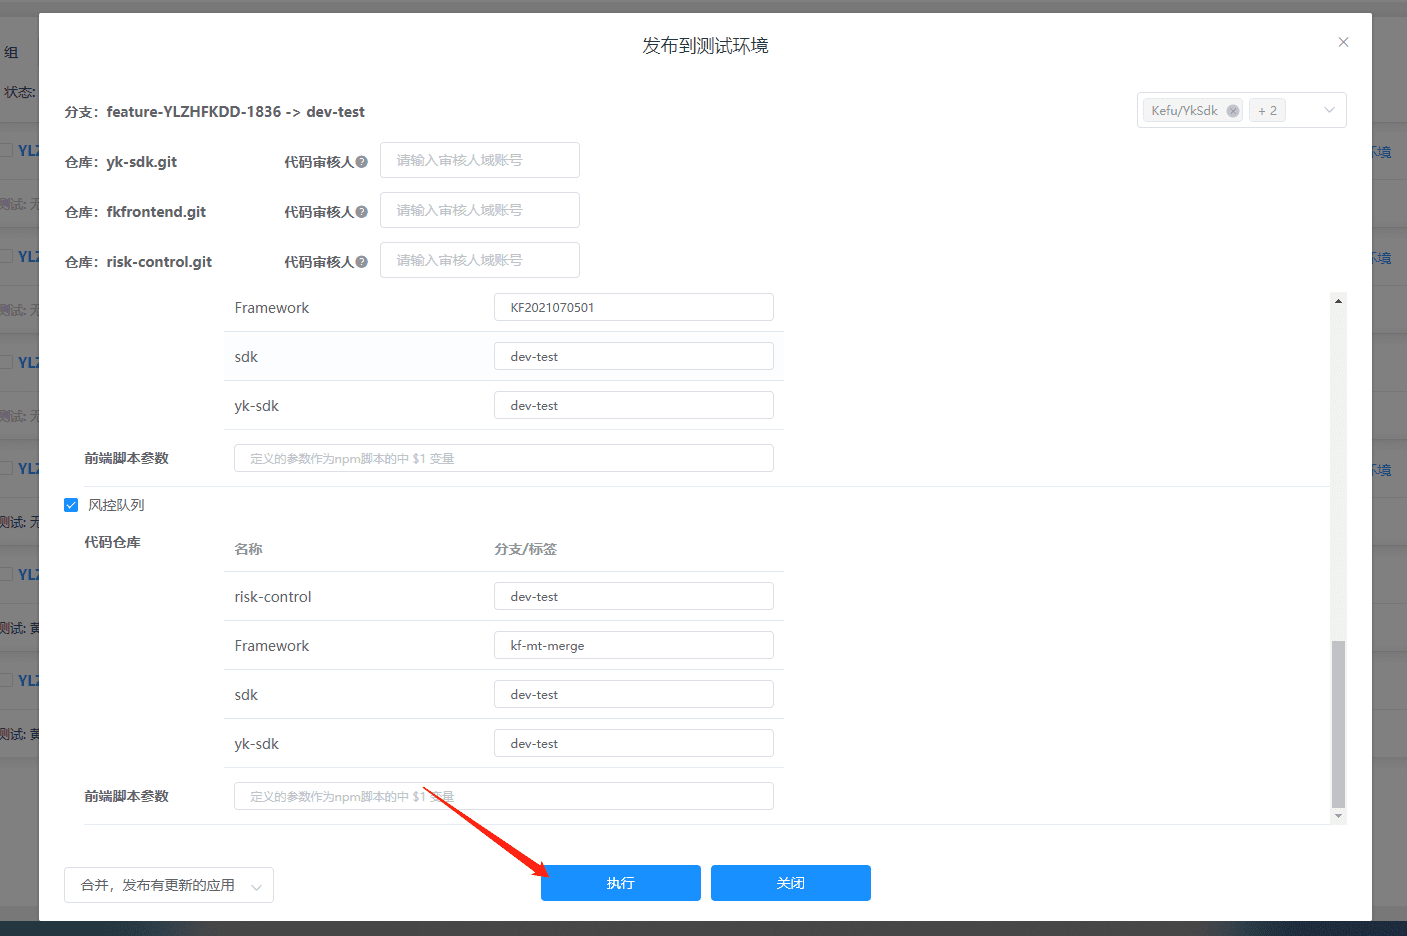 发布到测试环境
组
状态:
分支：feature-YLZHFKDD-1836 -> dev-test
Kefu/YkSdk
+ 2
YLZ
仓库：yk-sdk.git 代码审核人 请输入审核人域账号
环境
测试: 无
仓库：fkfrontend.git 代码审核人 请输入审核人域账号
YLZ
仓库：risk-control.git 代码审核人 请输入审核人域账号
环境
测试: 无
Framework KF2021070501
YLZ
sdk dev-test
yk-sdk dev-test
测试: 无
前端脚本参数 定义的参数作为npm脚本的中 $1 变量
YLZ
环境
风控队列
测试: 无
代码仓库 名称 分支/标签
YLZ
risk-control dev-test
测试: 黄
Framework kf-mt-merge
YLZ
sdk dev-test
测试: 黄
yk-sdk dev-test
前端脚本参数 定义的参数作为npm脚本的中 $1 变量
合并，发布有更新的应用
执行
关闭